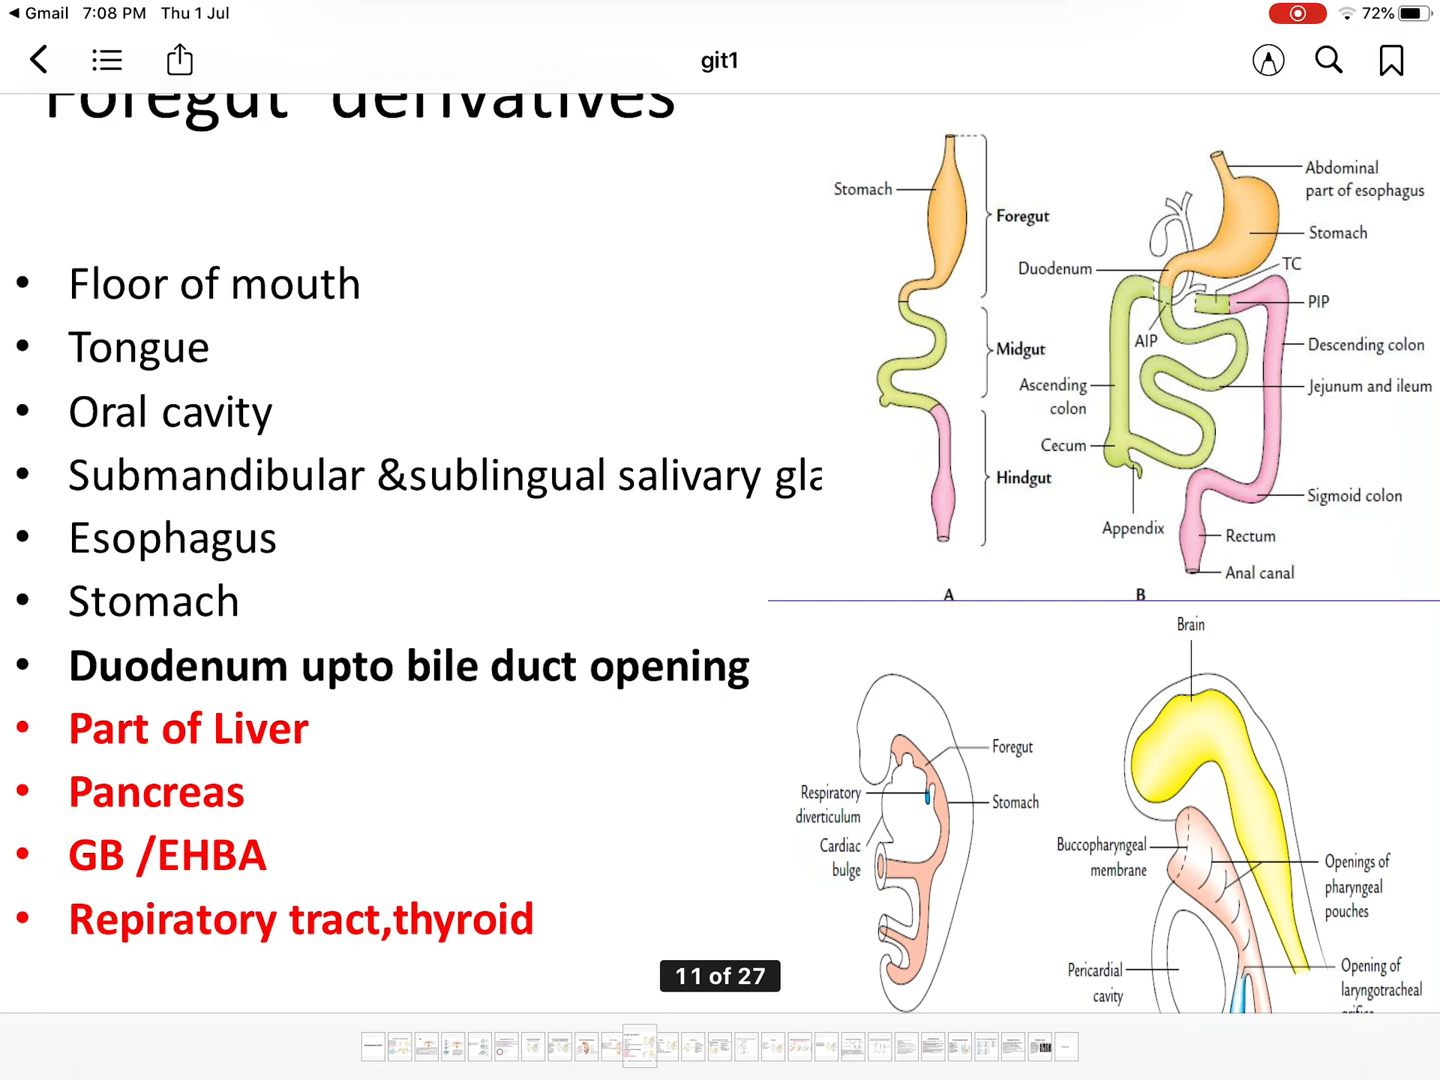 Gmail 7:08 PM Thu 1 Jul
72%
git1
Foregut derivatives
• Floor of mouth
• Tongue
• Oral cavity
• Submandibular &sublingual salivary gla
• Esophagus
• Stomach
• Duodenum upto bile duct opening
• Part of Liver
• Pancreas
• GB /EHBA
• Repiratory tract,thyroid
Stomach
Foregut
Midgut
Hindgut
A
Abdominal
part of esophagus
Stomach
Duodenum
TC
PIP
AIP
Descending colon
Ascending
colon
Jejunum and ileum
Cecum
Sigmoid colon
Appendix
Rectum
Anal canal
B
Foregut
Respiratory
diverticulum
Stomach
Cardiac
bulge
Brain
Buccopharyngeal
membrane
Openings of
pharyngeal
pouches
Pericardial
cavity
Opening of
laryngotracheal
11 of 27